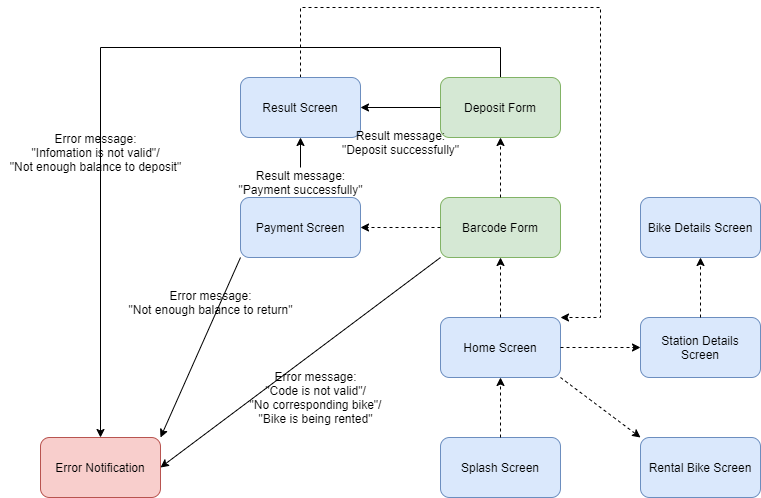 Result Screen
Deposit Form
Error message:
"Infomation is not valid"/
"Not enough balance to deposit"
Result message:
"Deposit successfully"
Result message:
"Payment successfully"
Payment Screen
Barcode Form
Bike Details Screen
Error message:
"Not enough balance to return"
Home Screen
Station Details
Screen
Error message:
"Code is not valid"/
"No corresponding bike"/
"Bike is being rented"
Error Notification
Splash Screen
Rental Bike Screen